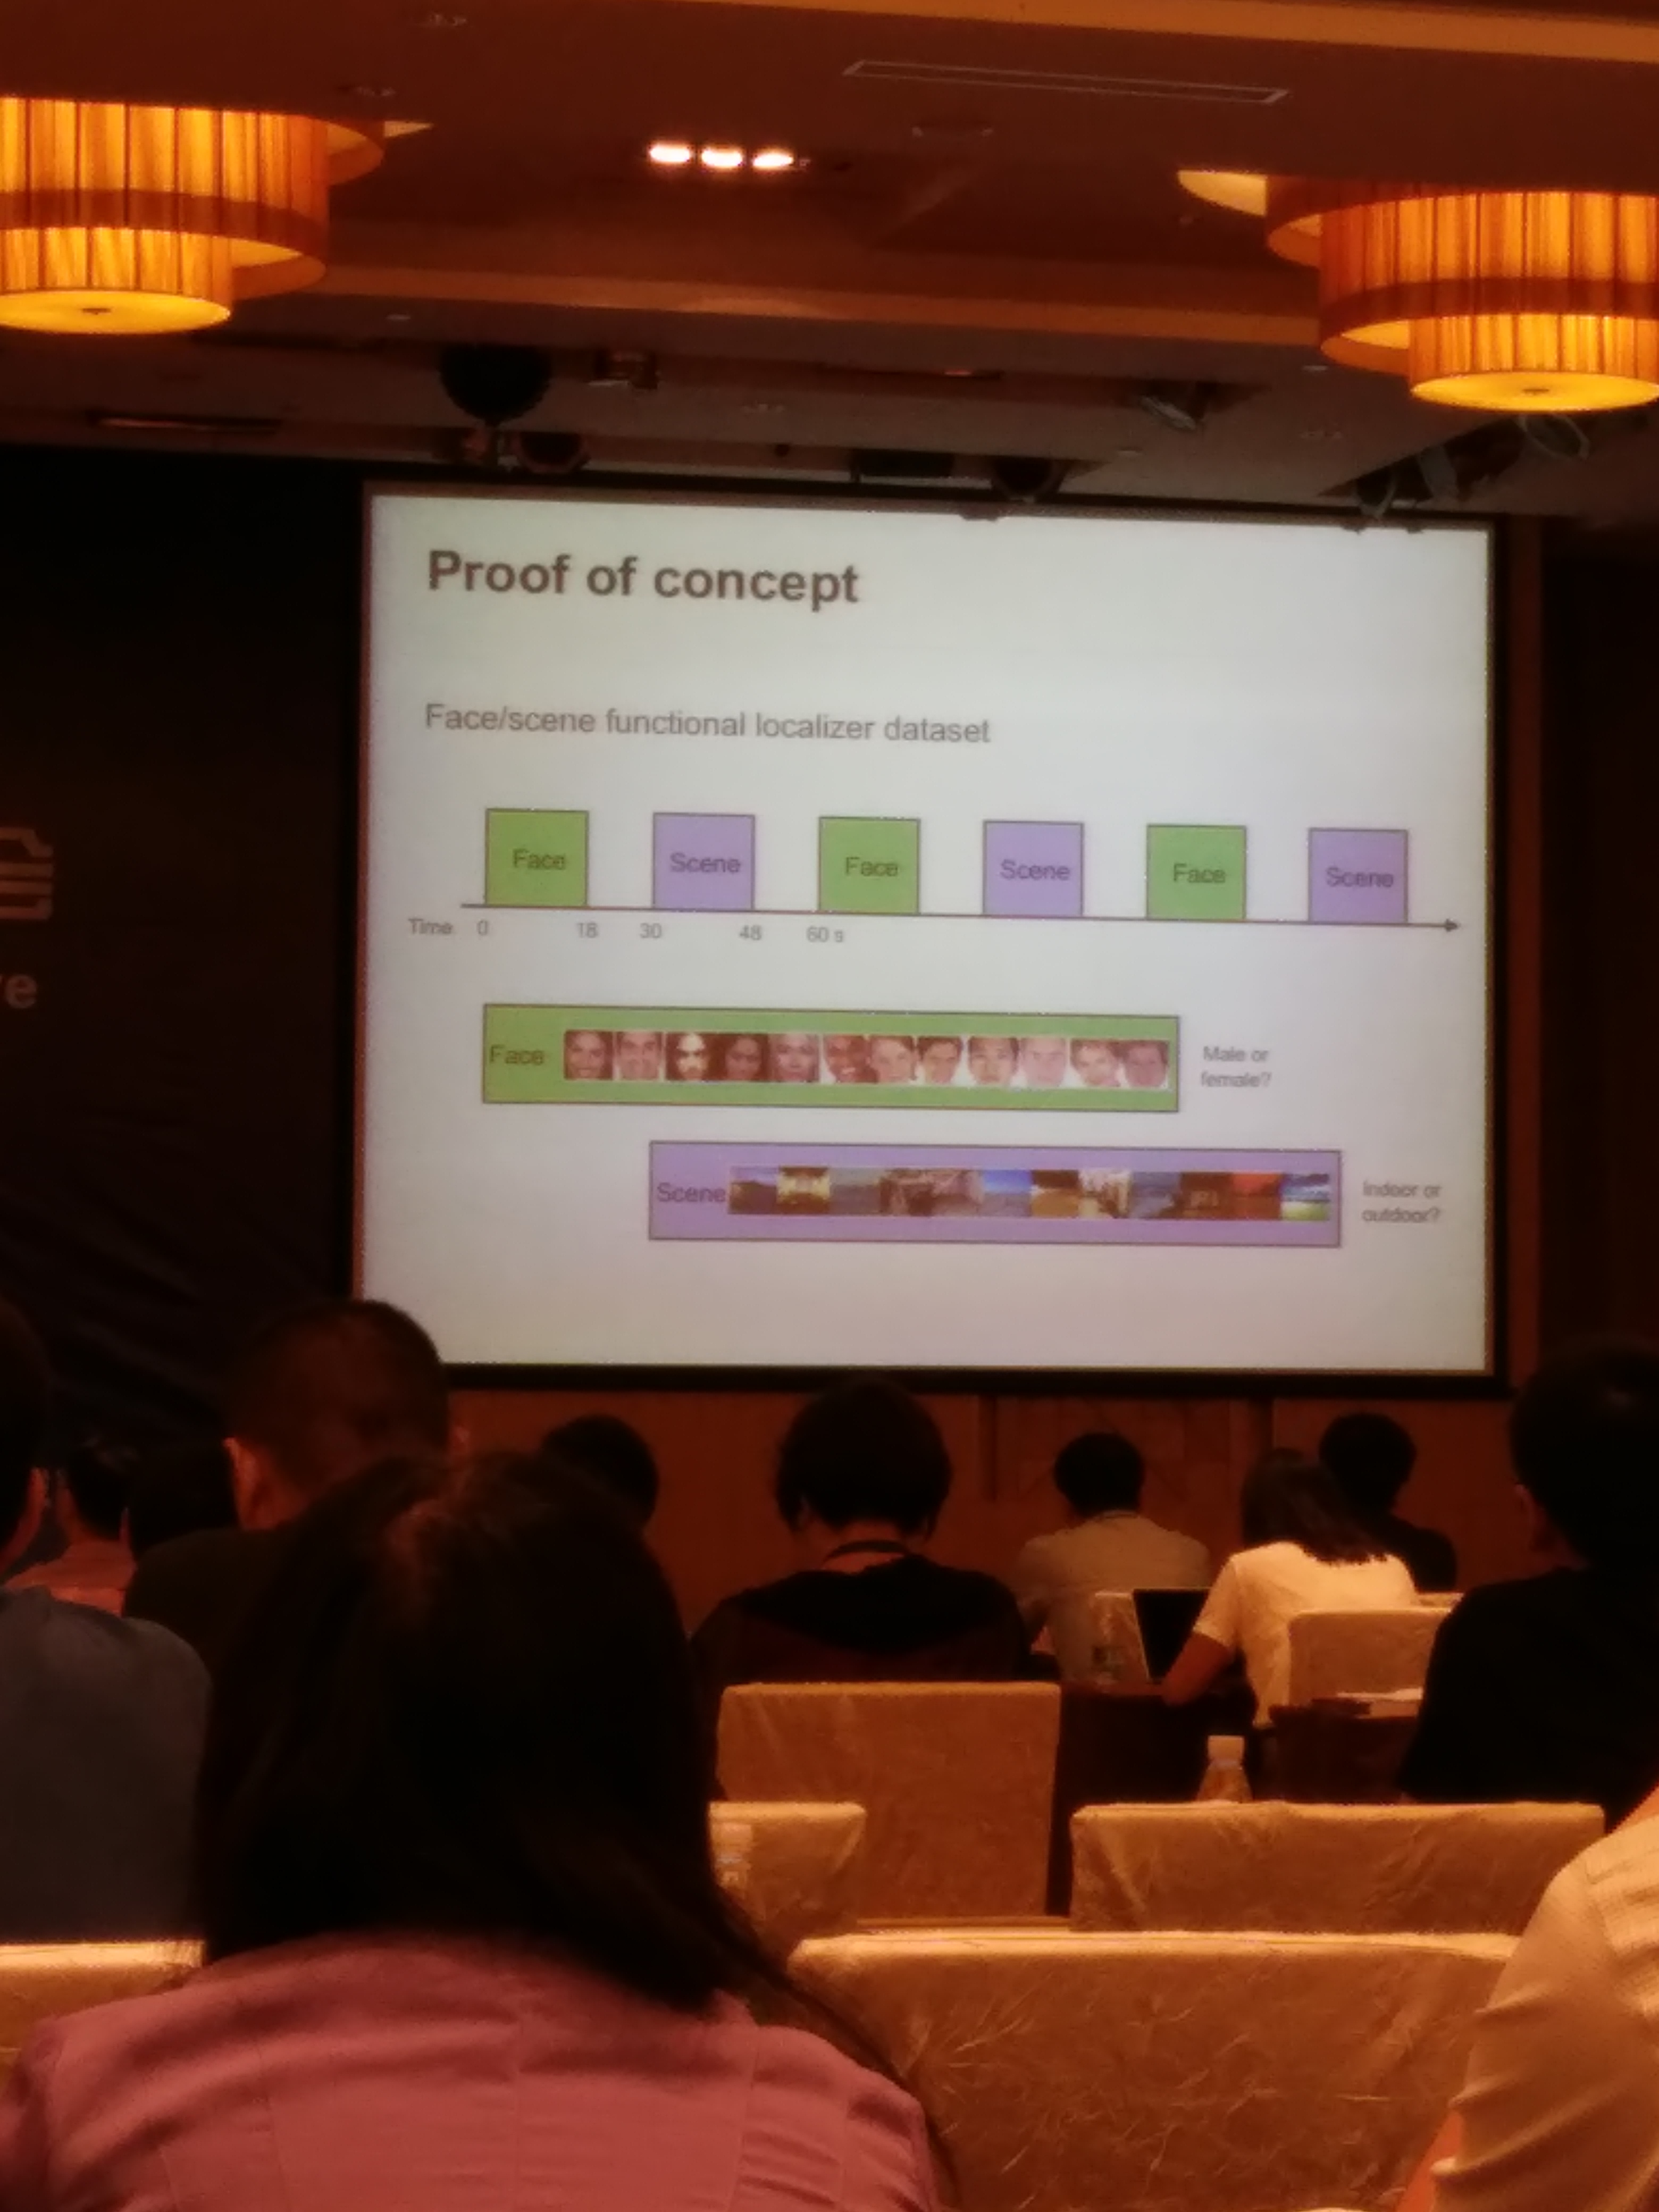 Proof of concept
Face/scene functional localizer dataset
Face Scene Face Scene Face Scene
Time 0 18 30 48 60 s
Face
Male or
female?
Scene
Indoor or
outdoor?